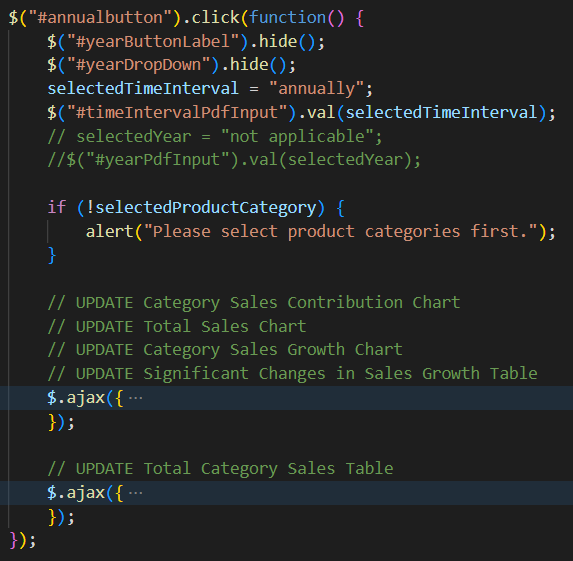 $("#annualbutton").click(function() {
$("#yearButtonLabel").hide();
$("#yearDropDown").hide();
selectedTimeInterval = "annually";
$("#timeIntervalPdfInput").val(selectedTimeInterval);
// selectedYear = "not applicable";
//$("#yearPdfInput").val(selectedYear);
if (!selectedProductCategory) {
alert("Please select product categories first.");
}
// UPDATE Category Sales Contribution Chart
// UPDATE Total Sales Chart
// UPDATE Category Sales Growth Chart
// UPDATE Significant Changes in Sales Growth Table
$.ajax({ ···
});
// UPDATE Total Category Sales Table
$.ajax({ ···
});
});